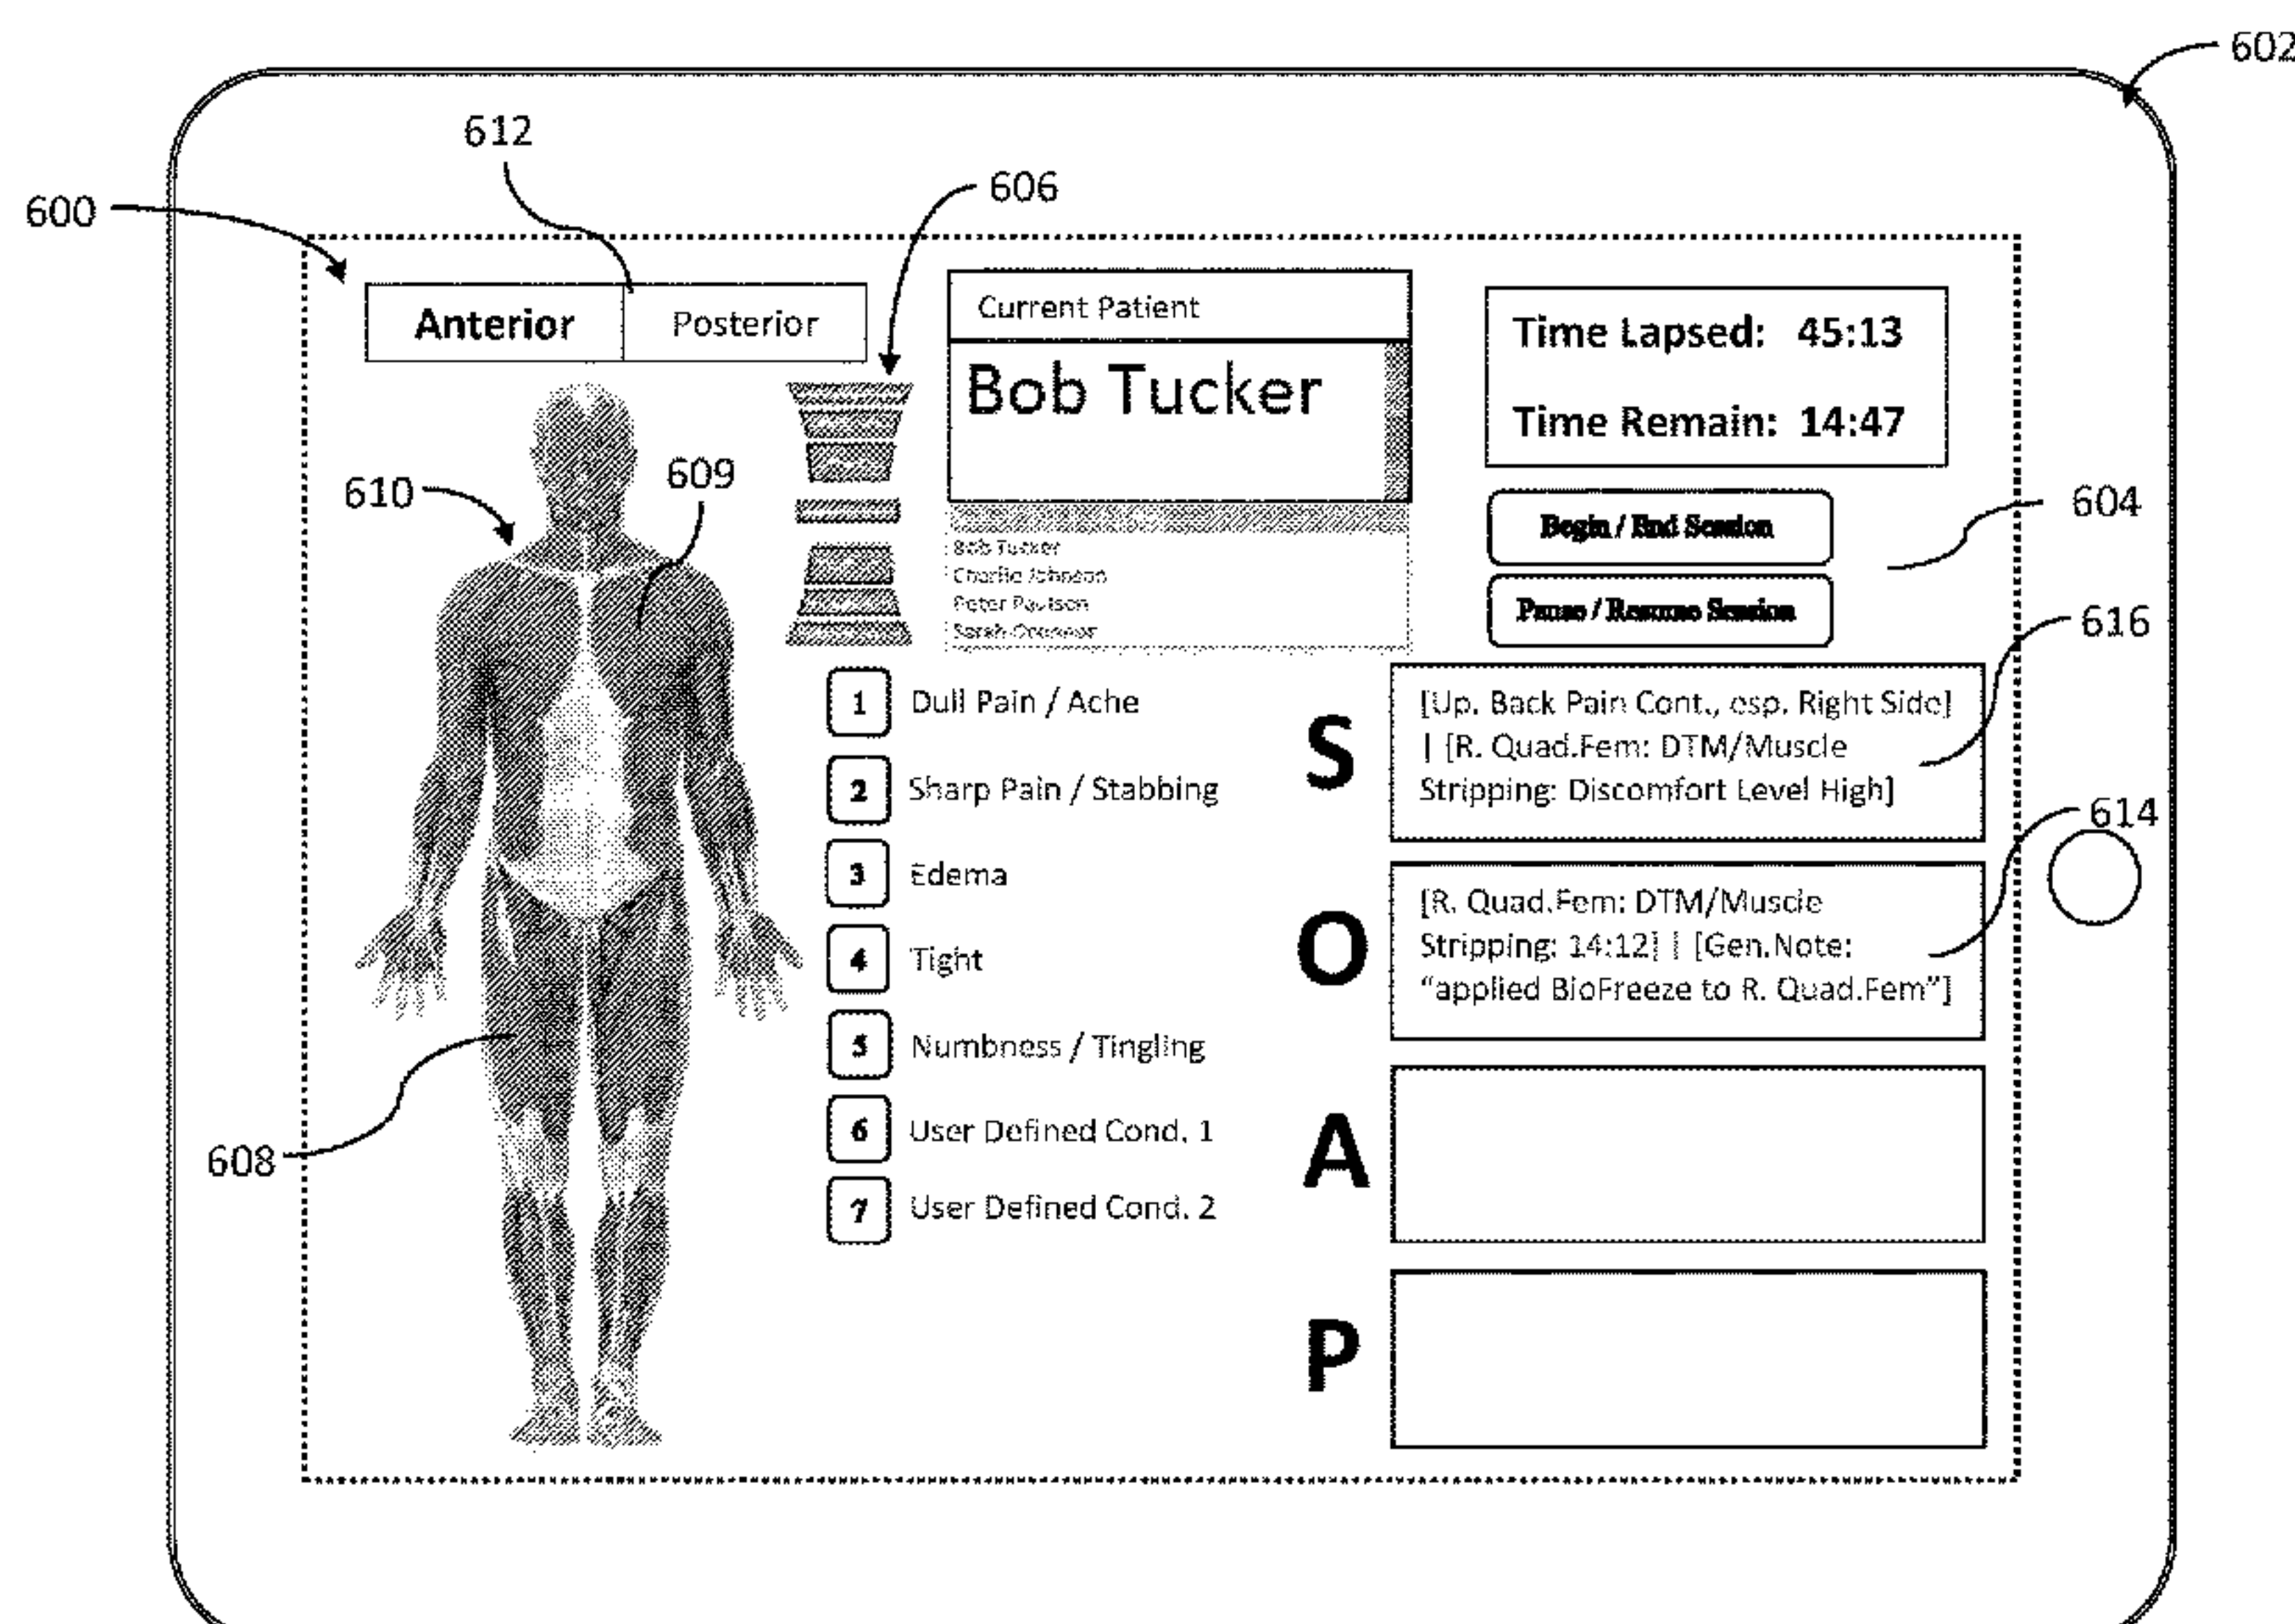 602
612
606
600
Anterior
Posterior
Current Patient
Bob Tucker
Time Lapsed: 45:13
Time Remain: 14:47
610
609
604
Begin / End Session
Pause / Resume Session
Bob Tucker
Charlie Johnson
Peter Paulson
Sarah Oconnor
616
1 Dull Pain / Ache
2 Sharp Pain / Stabbing
3 Edema
4 Tight
5 Numbness / Tingling
6 User Defined Cond. 1
7 User Defined Cond. 2
S
[Up. Back Pain Cont., esp. Right Side]
| [R. Quad.Fem: DTM/Muscle
Stripping: Discomfort Level High]
614
O
[R. Quad.Fem: DTM/Muscle
Stripping: 14:12] | [Gen.Note:
“applied BioFreeze to R. Quad.Fem”]
608
A
P